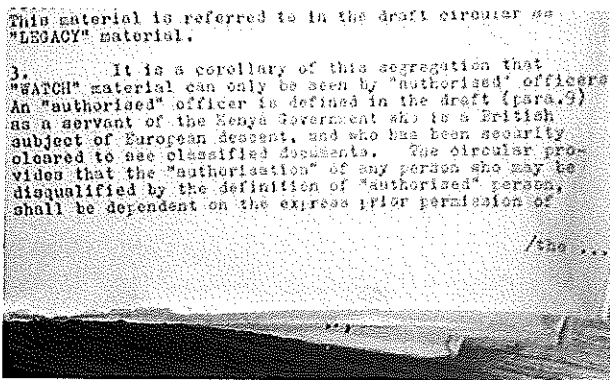 This material is referred to in the draft circular as
"LEGACY" material.
3. It is a corollary of this segregation that
"WATCH" material can only be seen by "authorised" officers
An "authorised" officer is defined in the draft (para.9)
as a servant of the Kenya Goverment who is a British
subject of European descent, and who has been security
cleared to see classified documents. The circular pro-
vides that the "authorisation" of any person who may be
disqualified by the definition of "authorised" person,
shall be dependent on the express prior permission of
/the ...